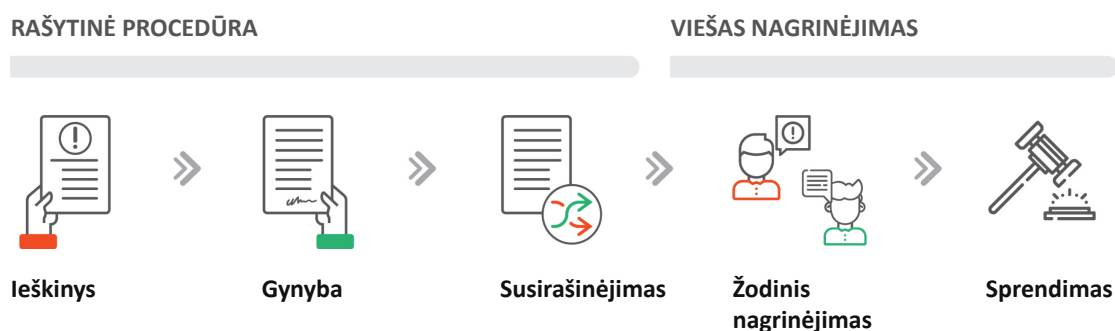 RAŠYTINĖ PROCEDŪRA
VIEŠAS NAGRINĖJIMAS
Ieškinys
Gynyba
Susirašinėjimas
Žodinis
nagrinėjimas
Sprendimas